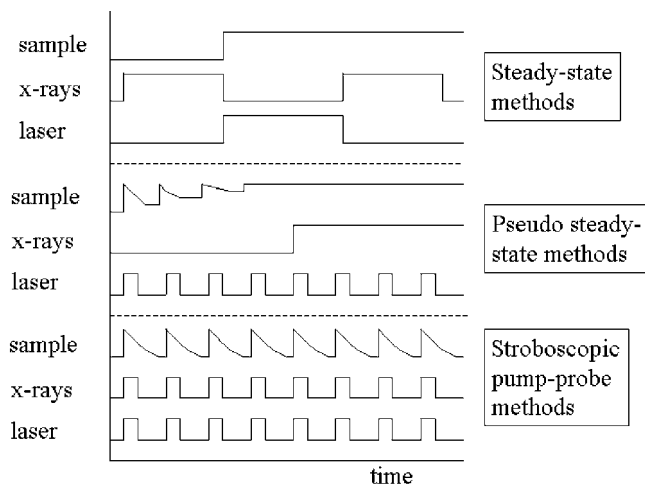 sample
x-rays
laser
Steady-state
methods
sample
x-rays
laser
Pseudo steady-
state methods
sample
x-rays
laser
Stroboscopic
pump-probe
methods
time